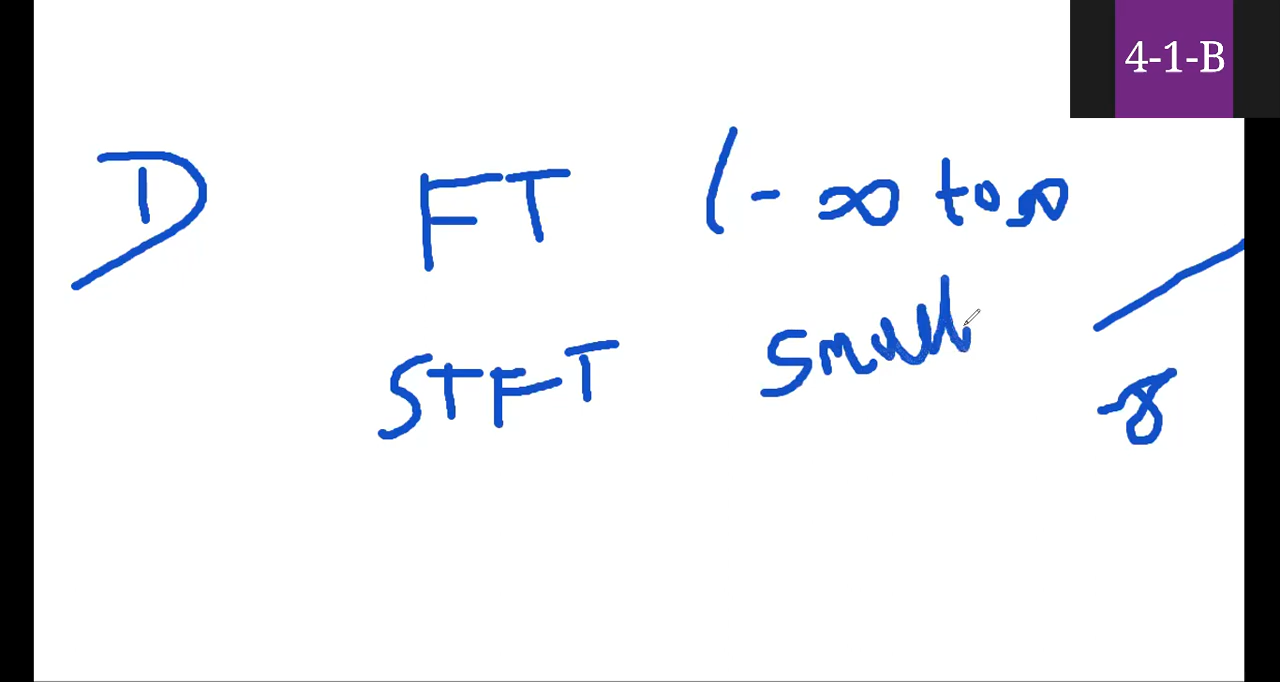 4-1-B
D FT (- ∞ to ∞
STFT small